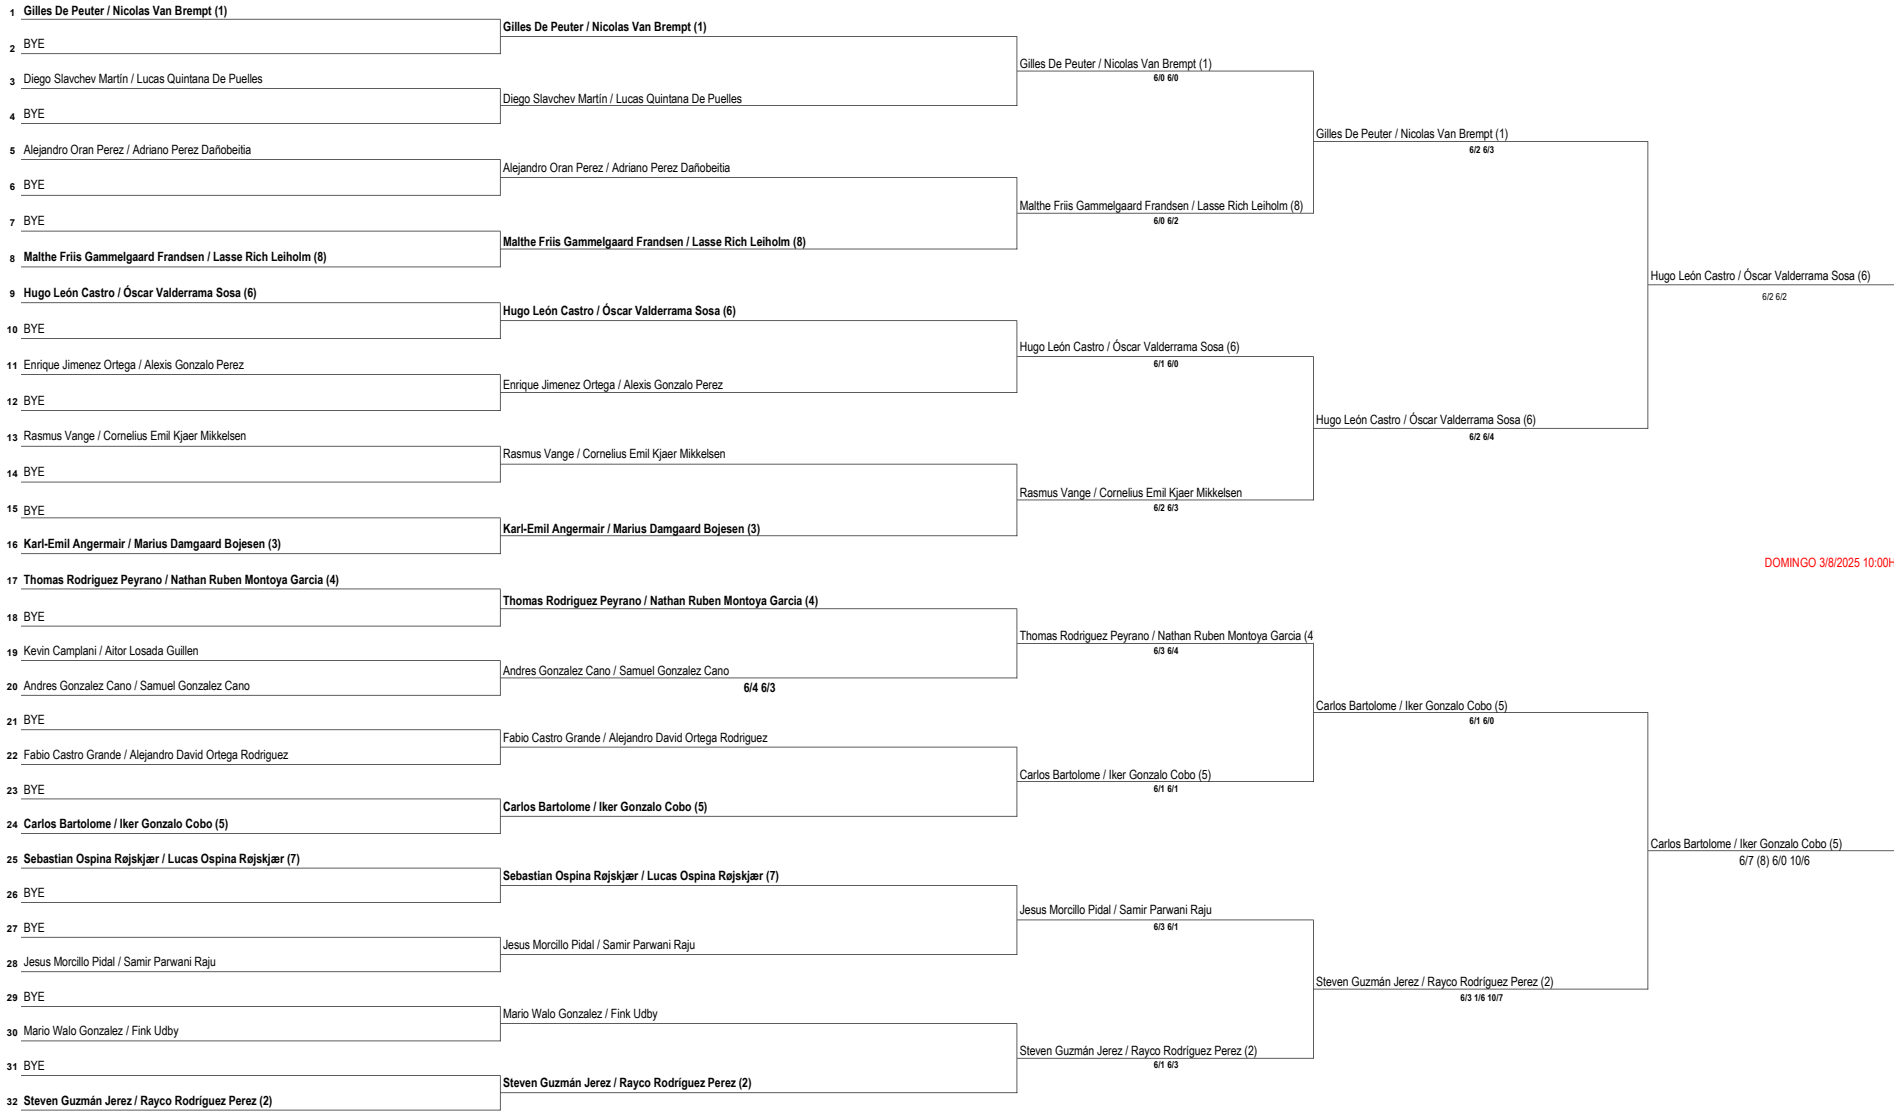 1 Gilles De Peuter / Nicolas Van Brempt (1)
2 BYE
3 Diego Slavchev Martín / Lucas Quintana De Puelles
4 BYE
5 Alejandro Oran Perez / Adriano Perez Dañobeitia
6 BYE
7 BYE
8 Malthe Friis Gammelgaard Frandsen / Lasse Rich Leiholm (8)
9 Hugo León Castro / Óscar Valderrama Sosa (6)
10 BYE
11 Enrique Jimenez Ortega / Alexis Gonzalo Perez
12 BYE
13 Rasmus Vange / Cornelius Emil Kjaer Mikkelsen
14 BYE
15 BYE
16 Karl-Emil Angermair / Marius Damgaard Bojesen (3)
17 Thomas Rodriguez Peyrano / Nathan Ruben Montoya Garcia (4)
18 BYE
19 Kevin Camplani / Aitor Losada Guillen
20 Andres Gonzalez Cano / Samuel Gonzalez Cano
21 BYE
22 Fabio Castro Grande / Alejandro David Ortega Rodriguez
23 BYE
24 Carlos Bartolome / Iker Gonzalo Cobo (5)
25 Sebastian Ospina Røjskjær / Lucas Ospina Røjskjær (7)
26 BYE
27 BYE
28 Jesus Morcillo Pidal / Samir Parwani Raju
29 BYE
30 Mario Walo Gonzalez / Fink Udby
31 BYE
32 Steven Guzmán Jerez / Rayco Rodríguez Perez (2)
Gilles De Peuter / Nicolas Van Brempt (1)
Diego Slavchev Martín / Lucas Quintana De Puelles
Alejandro Oran Perez / Adriano Perez Dañobeitia
Malthe Friis Gammelgaard Frandsen / Lasse Rich Leiholm (8)
Hugo León Castro / Óscar Valderrama Sosa (6)
Enrique Jimenez Ortega / Alexis Gonzalo Perez
Rasmus Vange / Cornelius Emil Kjaer Mikkelsen
Karl-Emil Angermair / Marius Damgaard Bojesen (3)
Thomas Rodriguez Peyrano / Nathan Ruben Montoya Garcia (4)
Andres Gonzalez Cano / Samuel Gonzalez Cano
6/4 6/3
Fabio Castro Grande / Alejandro David Ortega Rodriguez
Carlos Bartolome / Iker Gonzalo Cobo (5)
Sebastian Ospina Røjskjær / Lucas Ospina Røjskjær (7)
Jesus Morcillo Pidal / Samir Parwani Raju
Mario Walo Gonzalez / Fink Udby
Steven Guzmán Jerez / Rayco Rodríguez Perez (2)
Gilles De Peuter / Nicolas Van Brempt (1)
6/0 6/0
Malthe Friis Gammelgaard Frandsen / Lasse Rich Leiholm (8)
6/0 6/2
Hugo León Castro / Óscar Valderrama Sosa (6)
6/1 6/0
Rasmus Vange / Cornelius Emil Kjaer Mikkelsen
6/2 6/3
Thomas Rodriguez Peyrano / Nathan Ruben Montoya Garcia (4
6/3 6/4
Carlos Bartolome / Iker Gonzalo Cobo (5)
6/1 6/1
Jesus Morcillo Pidal / Samir Parwani Raju
6/3 6/1
Steven Guzmán Jerez / Rayco Rodríguez Perez (2)
6/1 6/3
Gilles De Peuter / Nicolas Van Brempt (1)
6/2 6/3
Hugo León Castro / Óscar Valderrama Sosa (6)
6/2 6/4
Carlos Bartolome / Iker Gonzalo Cobo (5)
6/1 6/0
Steven Guzmán Jerez / Rayco Rodríguez Perez (2)
6/3 1/6 10/7
Hugo León Castro / Óscar Valderrama Sosa (6)
6/2 6/2
DOMINGO 3/8/2025 10:00H
Carlos Bartolome / Iker Gonzalo Cobo (5)
6/7 (8) 6/0 10/6